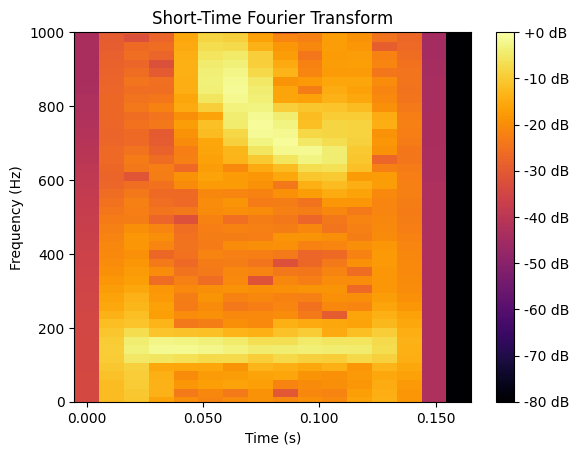 Short-Time Fourier Transform
1000
800
600
400
200
0
Frequency (Hz)
0.000
0.050
0.100
0.150
Time (s)
+0 dB
-10 dB
-20 dB
-30 dB
-40 dB
-50 dB
-60 dB
-70 dB
-80 dB